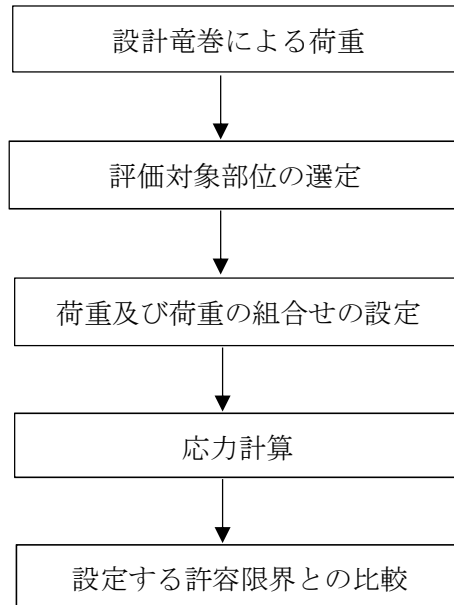 設計竜巻による荷重
評価対象部位の選定
荷重及び荷重の組合せの設定
応力計算
設定する許容限界との比較